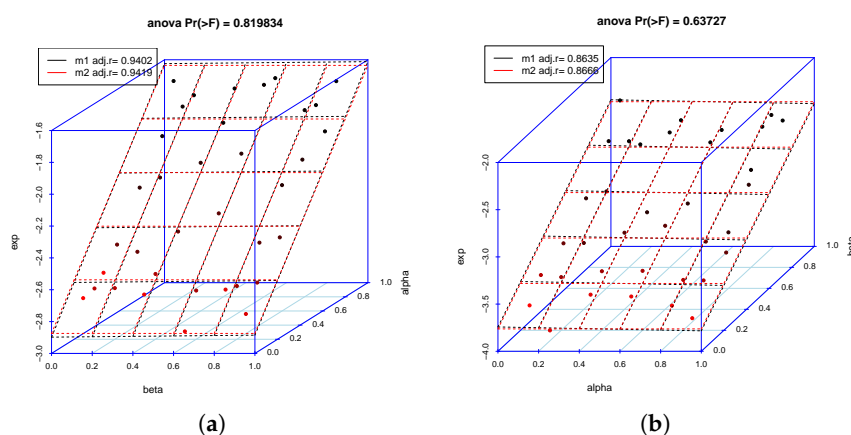 anova Pr(>F) = 0.819834
m1 adj.r= 0.9402
m2 adj.r= 0.9419
exp
−1.6
−1.8
−2.0
−2.2
−2.4
−2.6
−2.8
−3.0
0.0 0.2 0.4 0.6 0.8 1.0
beta
0.0
0.2
0.4
0.6
0.8
1.0
alpha
(a)
anova Pr(>F) = 0.63727
m1 adj.r= 0.8635
m2 adj.r= 0.8666
exp
−2.0
−2.5
−3.0
−3.5
−4.0
0.0 0.2 0.4 0.6 0.8 1.0
alpha
0.0
0.2
0.4
0.6
0.8
1.0
beta
(b)